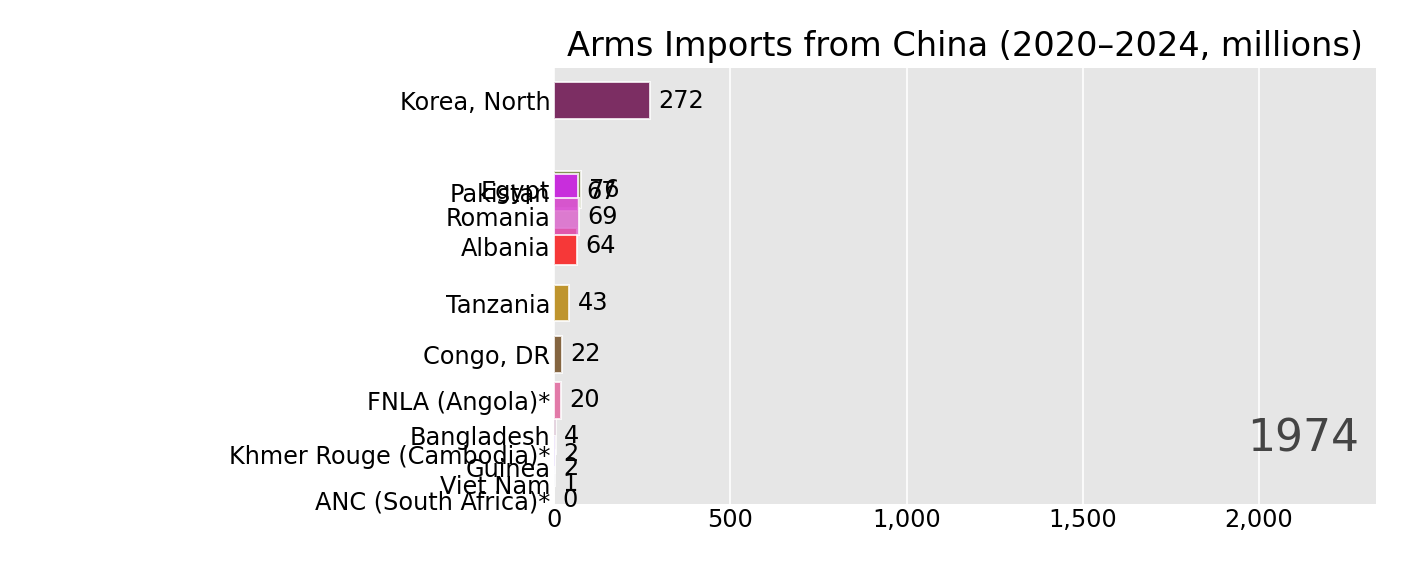 Arms Imports from China (2020–2024, millions)
Korea, North 272
Egypt 76
Pakistan 67
Romania 69
Albania 64
Tanzania 43
Congo, DR 22
FNLA (Angola)* 20
Bangladesh 4
Khmer Rouge (Cambodia)* 2
Guinea 2
Viet Nam 1
ANC (South Africa)* 0
1974
0 500 1,000 1,500 2,000